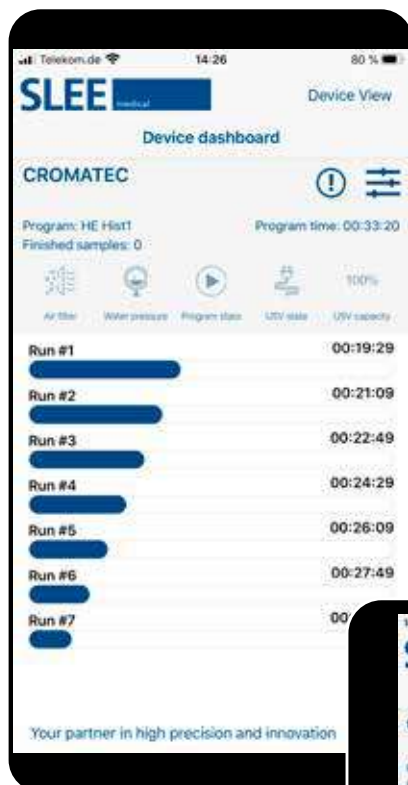 Telekom.de 14:26 80 %
SLEE medical Device View
Device dashboard
CROMATEC
Program: HE Hist1 Program time: 00:33:20
Finished samples: 0
100%
Air filter Water pressure Program state USV state USV capacity
Run #1 00:19:29
Run #2 00:21:09
Run #3 00:22:49
Run #4 00:24:29
Run #5 00:26:09
Run #6 00:27:49
Run #7 00:
Your partner in high precision and innovation